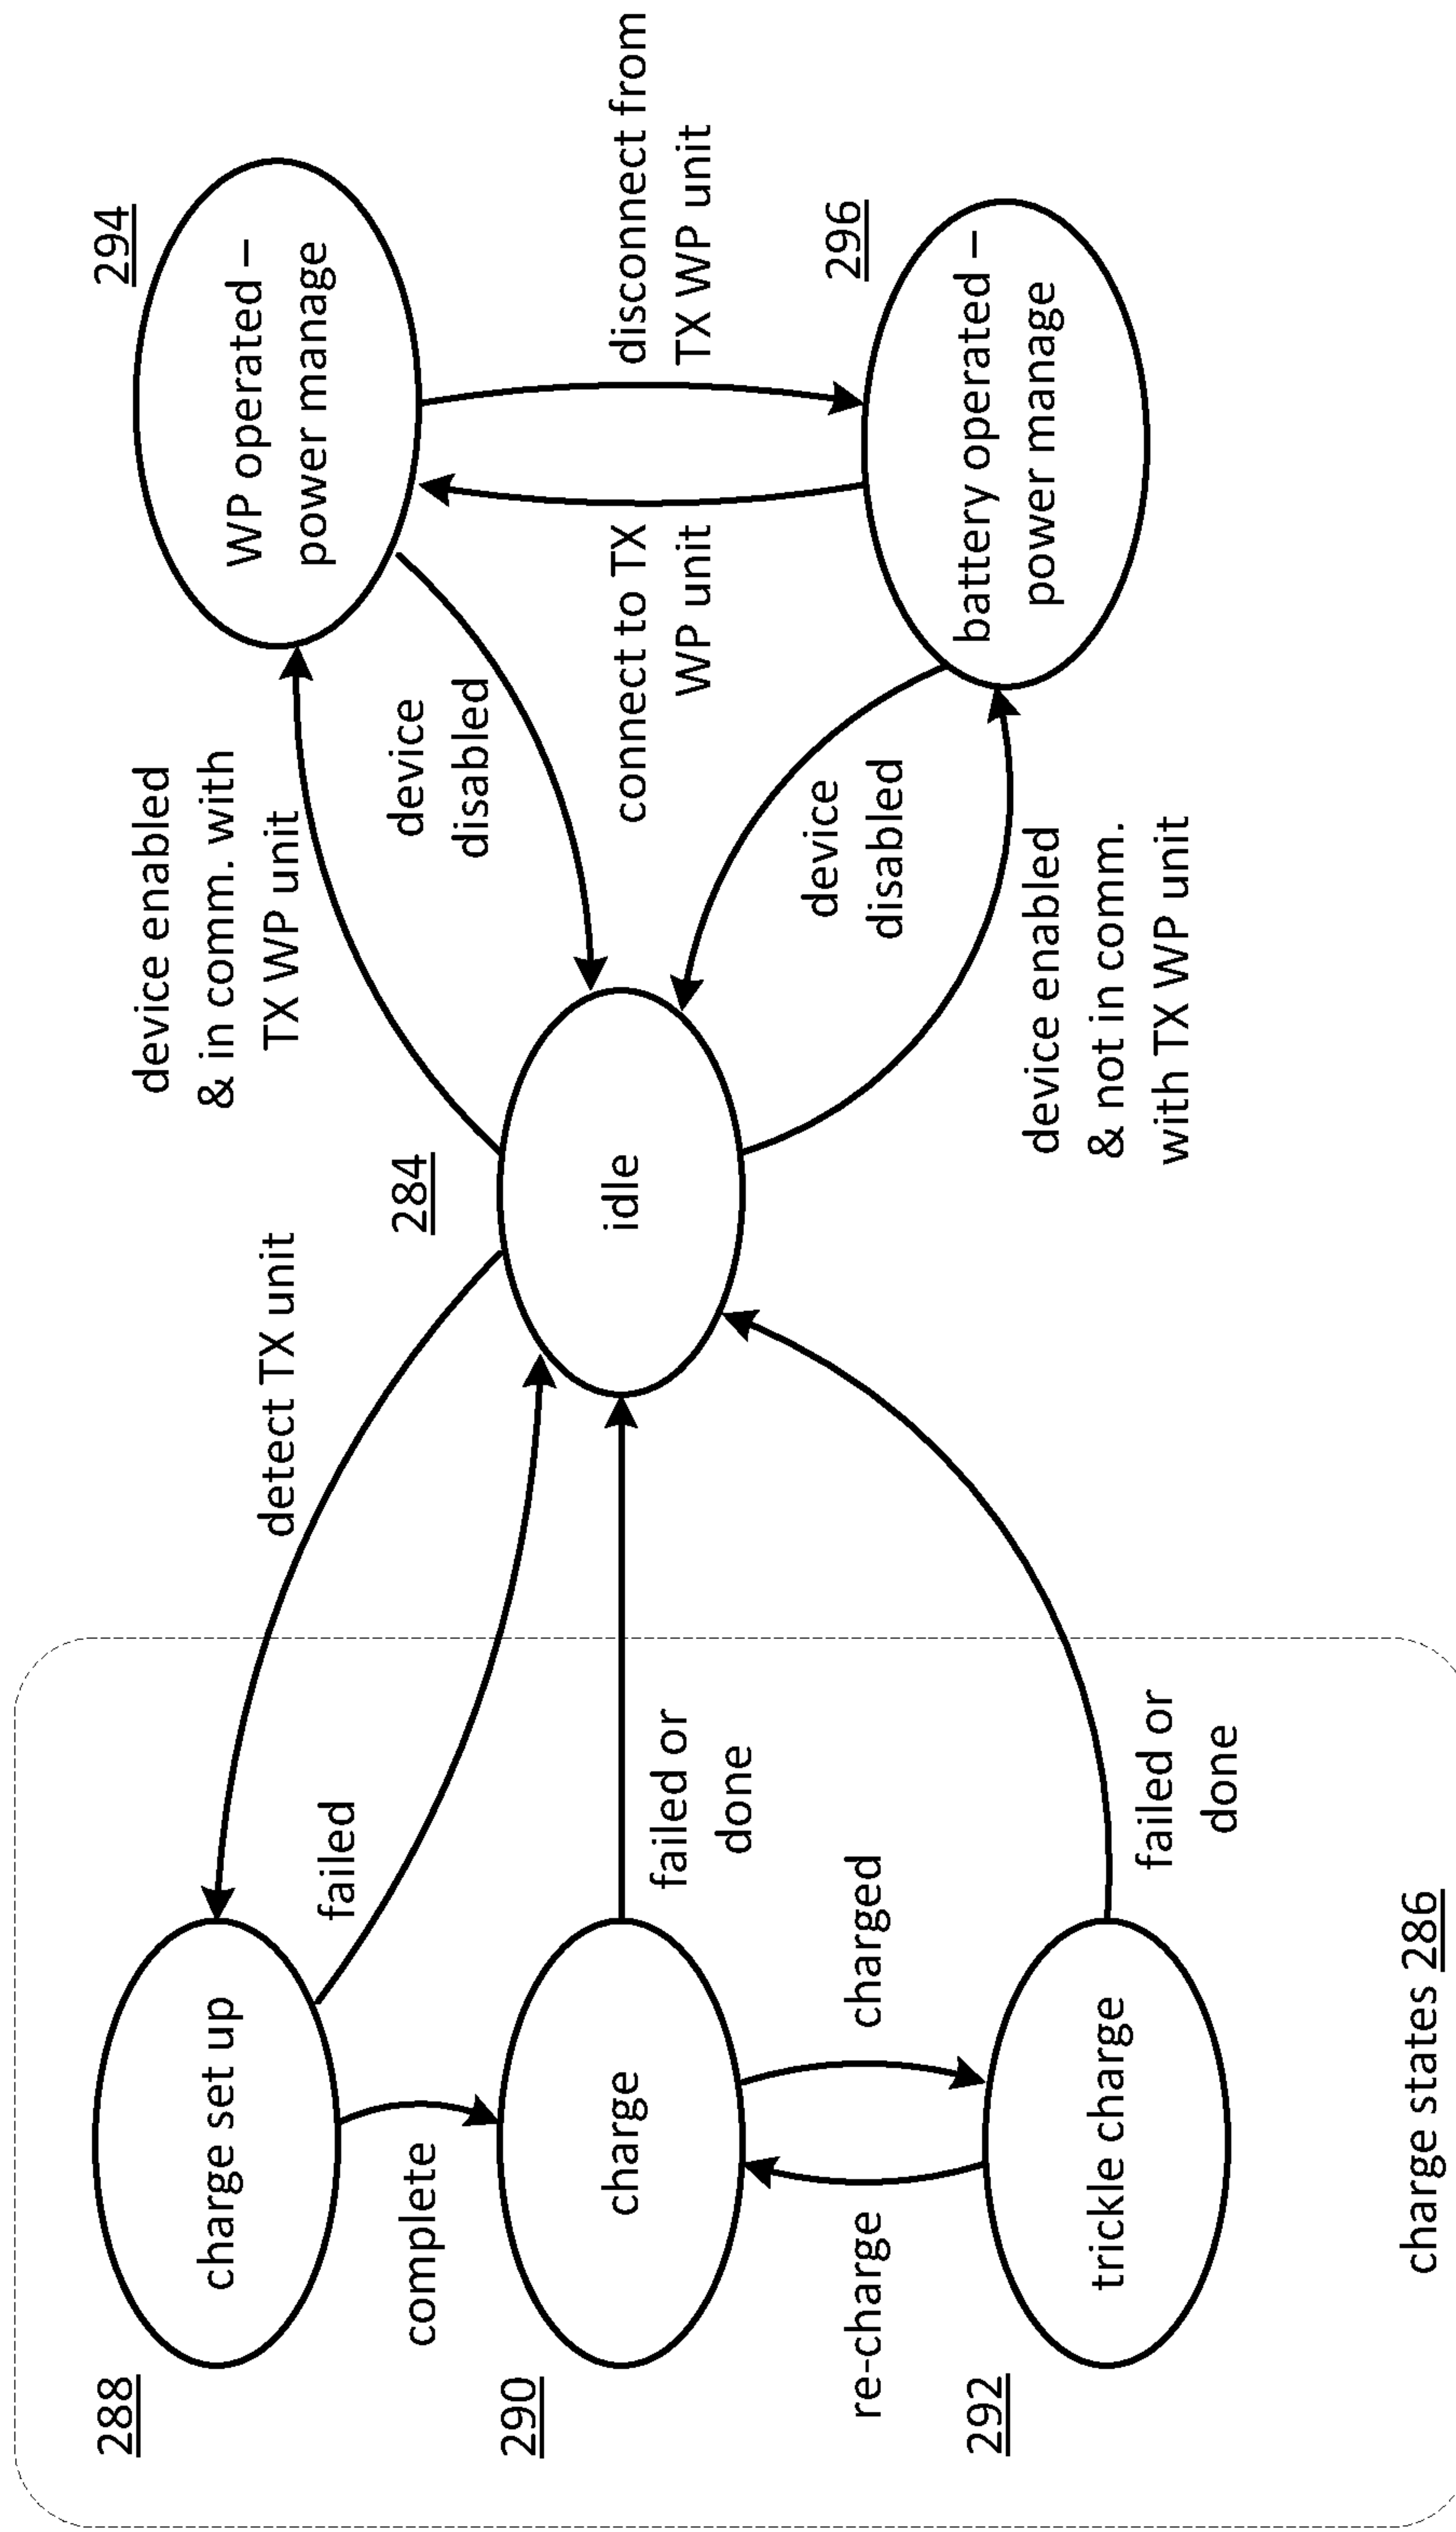 288
charge set up
detect TX unit
device enabled
& in comm. with
TX WP unit
294
WP operated –
power manage
failed
284
device
disabled
complete
290
charge
failed or
done
idle
connect to TX
WP unit
disconnect from
TX WP unit
re-charge
charged
device
disabled
296
battery operated –
power manage
292
trickle charge
failed or
done
device enabled
& not in comm.
with TX WP unit
charge states 286